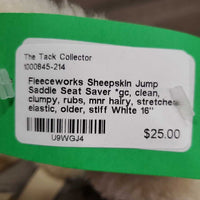 The Tack Collector
1000845-214
Fleeceworks Sheepskin Jump
Saddle Seat Saver *gc, clean,
clumpy, rubs, mnr hairy, stretched
elastic, older, stiff White 16"
$25.00
U9WGJ4